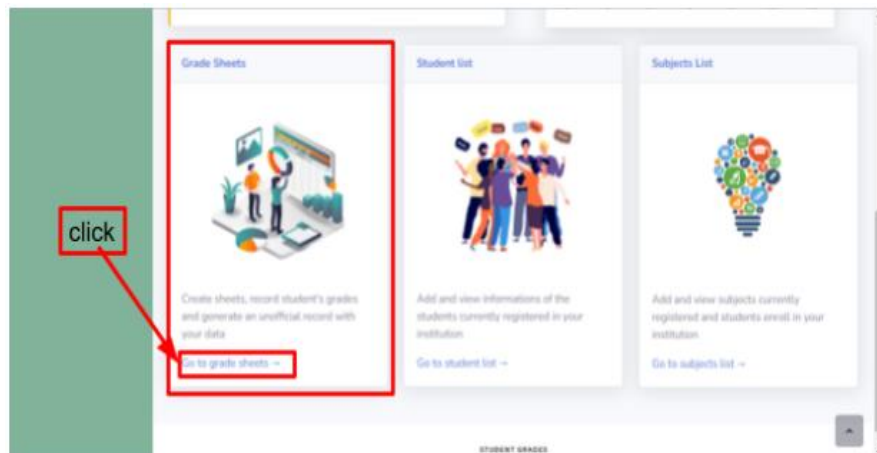 Grade Sheets
Student list
Subjects List
click
Create sheets, record student's grades
and generate an unofficial record with
your data
Go to grade sheets →
Add and view informations of the
students currently registered in your
institution
Go to student list →
Add and view subjects currently
registered and students enroll in your
institution
Go to subjects list →
STUDENT GRADES